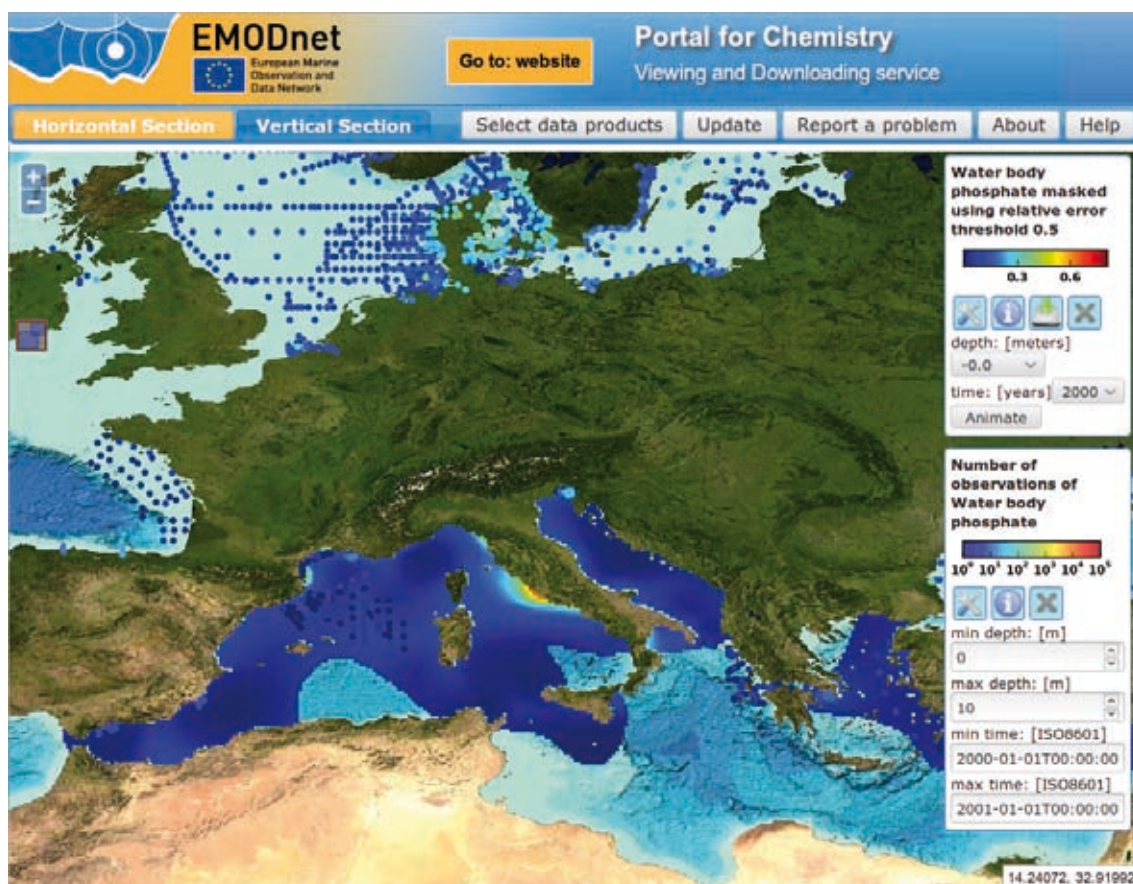 EMODnet
European Marine
Observation and
Data Network
Go to: website
Portal for Chemistry
Viewing and Downloading service
Horizontal Section
Vertical Section
Select data products
Update
Report a problem
About
Help
+
−
Water body
phosphate masked
using relative error
threshold 0.5
0.3 0.6
depth: [meters]
-0.0
time: [years] 2000
Animate
Number of
observations of
Water body
phosphate
10⁰ 10¹ 10² 10³ 10⁴ 10⁵
min depth: [m]
0
max depth: [m]
10
min time: [ISO8601]
2000-01-01T00:00:00
max time: [ISO8601]
2001-01-01T00:00:00
14.24072, 32.91992